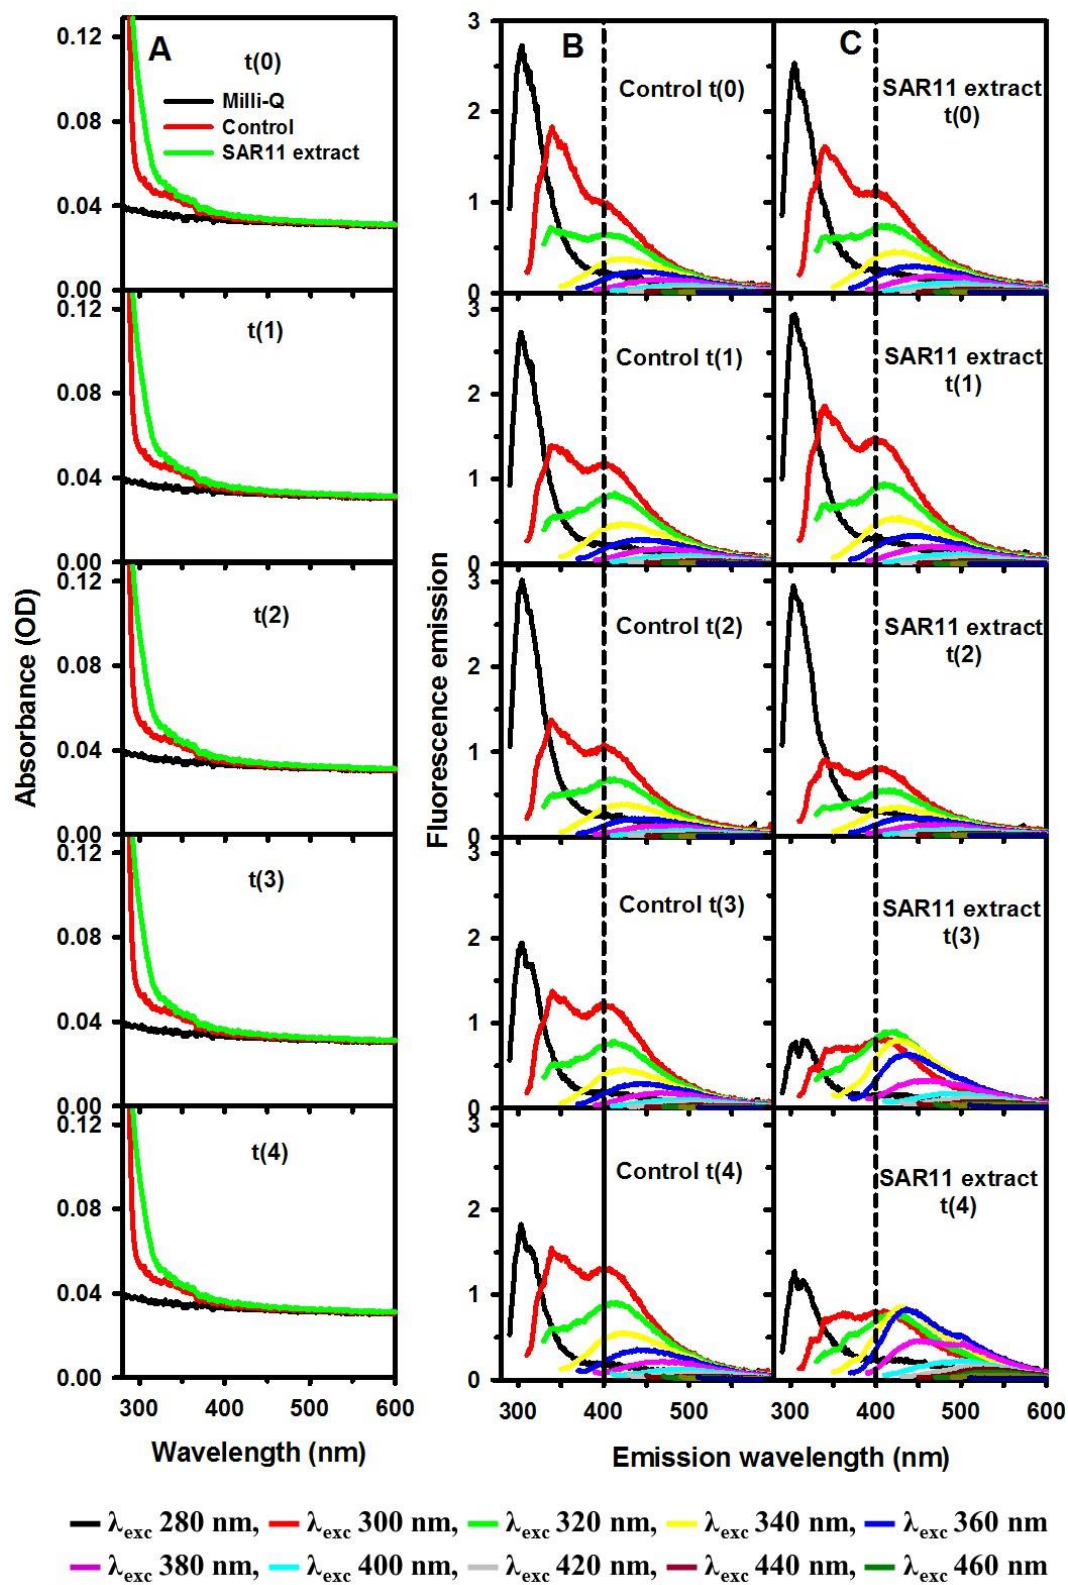 A
t(0)
Milli-Q
Control
SAR11 extract
0.12
0.08
0.04
0.00
t(1)
0.12
0.08
0.04
0.00
t(2)
0.12
0.08
0.04
0.00
t(3)
0.12
0.08
0.04
0.00
t(4)
0.12
0.08
0.04
0.00
300 400 500 600
Absorbance (OD)
Wavelength (nm)
B
Control t(0)
3
2
1
0
Control t(1)
3
2
1
0
Control t(2)
3
2
1
0
Control t(3)
3
2
1
0
Control t(4)
3
2
1
0
300 400 500
Fluorescence emission
C
SAR11 extract
t(0)
SAR11 extract
t(1)
SAR11 extract
t(2)
SAR11 extract
t(3)
SAR11 extract
t(4)
300 400 500 600
Emission wavelength (nm)
λexc 280 nm, λexc 300 nm, λexc 320 nm, λexc 340 nm, λexc 360 nm
λexc 380 nm, λexc 400 nm, λexc 420 nm, λexc 440 nm, λexc 460 nm